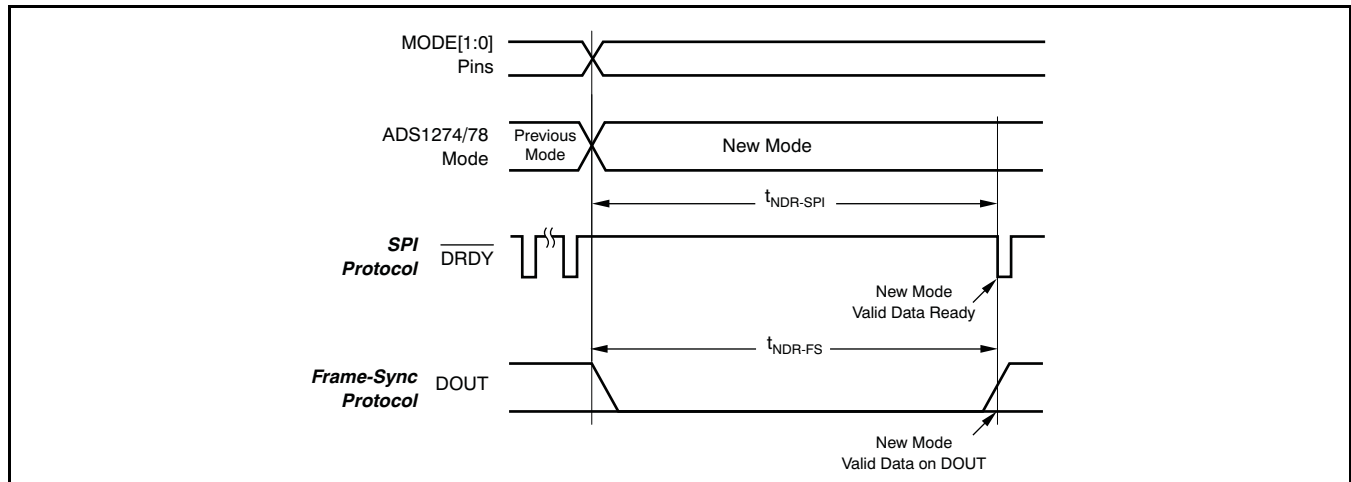 MODE[1:0]
Pins
ADS1274/78
Mode
Previous
Mode
New Mode
tNDR-SPI
SPI
Protocol
DRDY
New Mode
Valid Data Ready
tNDR-FS
Frame-Sync
Protocol
DOUT
New Mode
Valid Data on DOUT